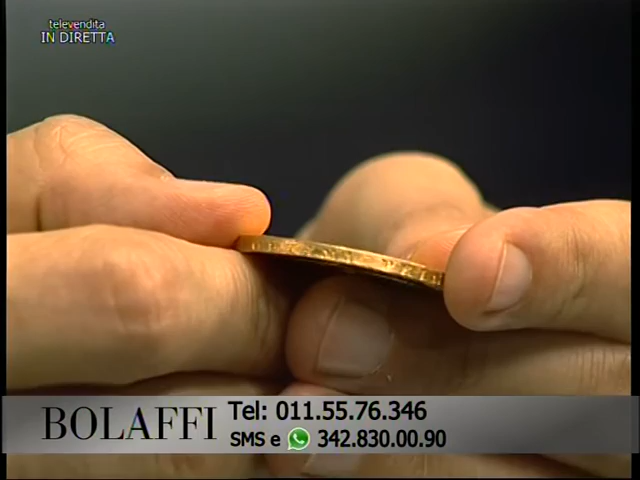 televendita
IN DIRETTA
BOLAFFI
Tel: 011.55.76.346
SMS e 342.830.00.90